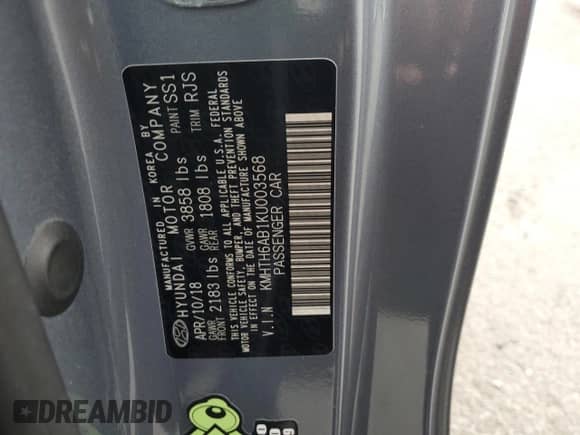 MANUFACTURED IN KOREA BY
HYUNDAI MOTOR COMPANY
APR/10/18 GVWR 3858 lbs PAINT SS1
GAWR FRONT 2183 lbs GAWR REAR 1808 lbs TRIM RJS
THIS VEHICLE CONFORMS TO ALL APPLICABLE U.S.A. FEDERAL
MOTOR VEHICLE SAFETY, BUMPER, AND THEFT PREVENTION STANDARDS
IN EFFECT ON THE DATE OF MANUFACTURE SHOWN ABOVE
V.I.N KMHTH6AB1KU003568
PASSENGER CAR
DREAMBID